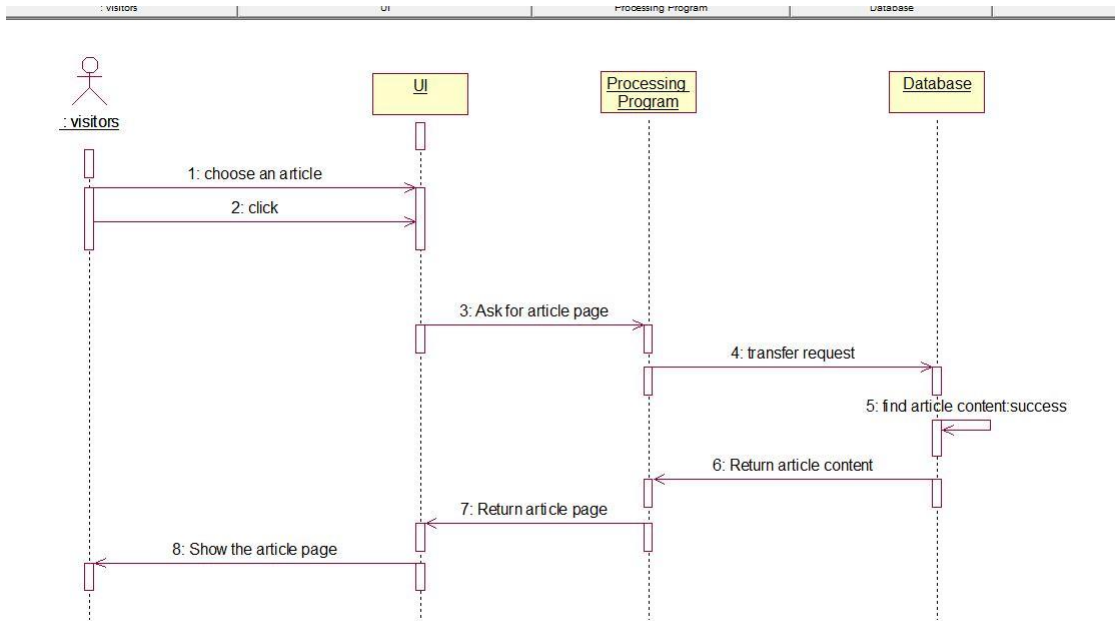 : visitors
UI
Processing Program
Database
UI
Processing
Program
Database
: visitors
1: choose an article
2: click
3: Ask for article page
4: transfer request
5: find article content:success
6: Return article content
7: Return article page
8: Show the article page